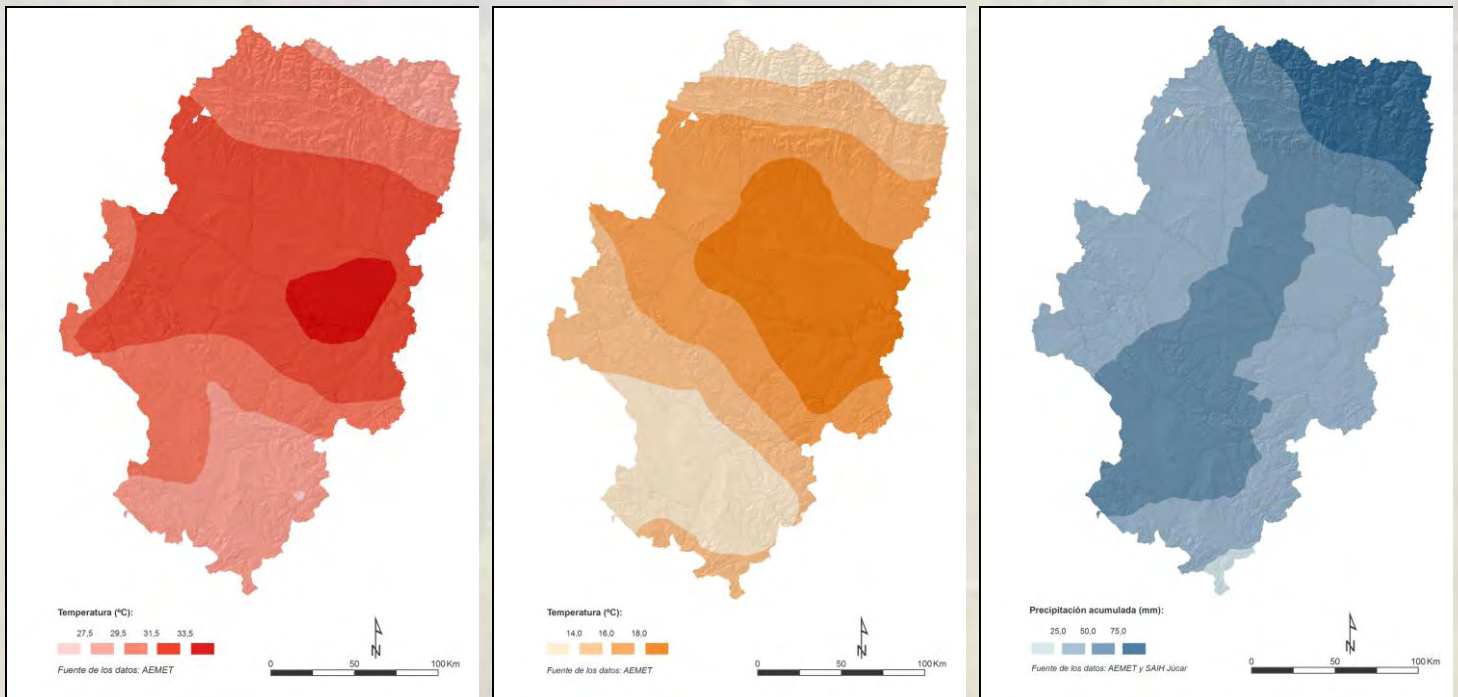 Temperatura (ºC):
27,5 29,5 31,5 33,5
Fuente de los datos: AEMET
N
0 50 100 Km
Temperatura (ºC):
14,0 16,0 18,0
Fuente de los datos: AEMET
N
0 50 100 Km
Precipitación acumulada (mm):
25,0 50,0 75,0
Fuente de los datos: AEMET y SAIH Júcar
N
0 50 100 Km